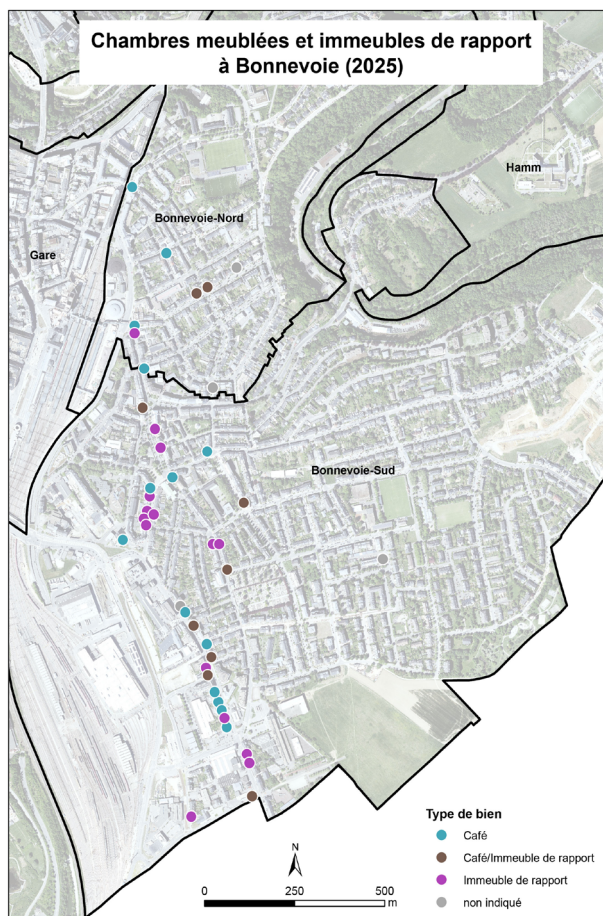 Chambres meublées et immeubles de rapport
à Bonnevoie (2025)
Hamm
Bonnevoie-Nord
Gare
Bonnevoie-Sud
Type de bien
Café
Café/Immeuble de rapport
Immeuble de rapport
non indiqué
N
0 250 500
m